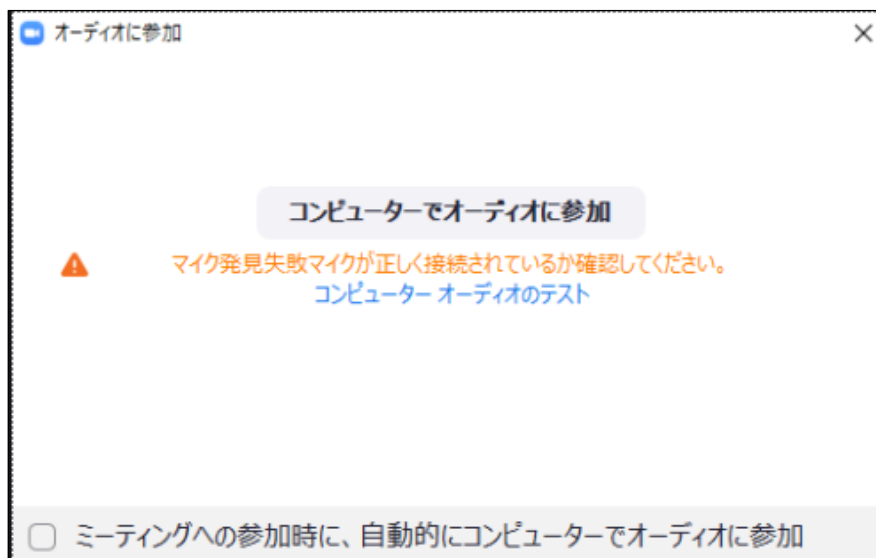 オーディオに参加
コンピューターでオーディオに参加
マイク発見失敗マイクが正しく接続されているか確認してください。
コンピューター オーディオのテスト
ミーティングへの参加時に、自動的にコンピューターでオーディオに参加